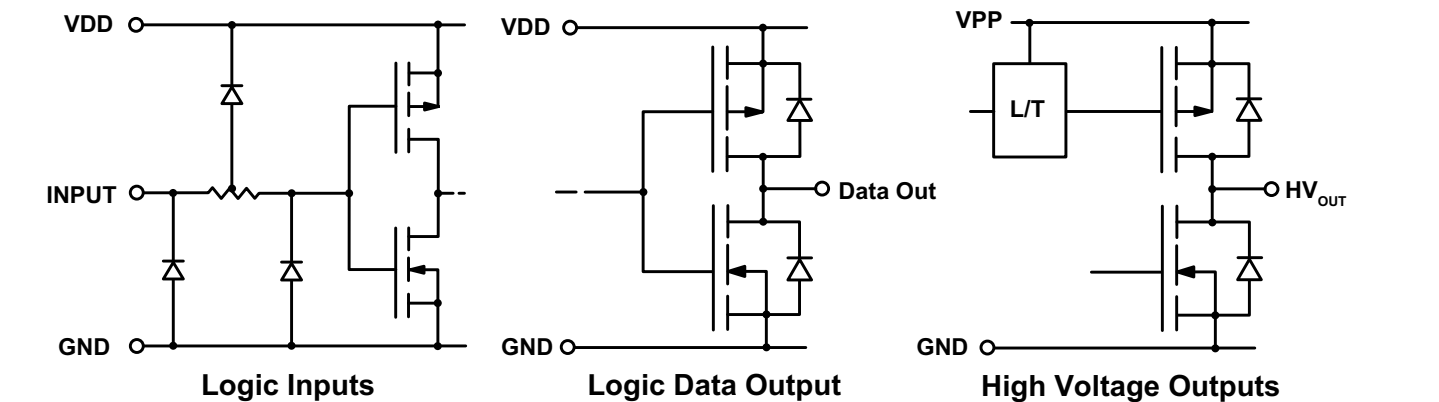 VDD
INPUT
GND
Logic Inputs
VDD
Data Out
GND
Logic Data Output
VPP
L/T
HVOUT
GND
High Voltage Outputs